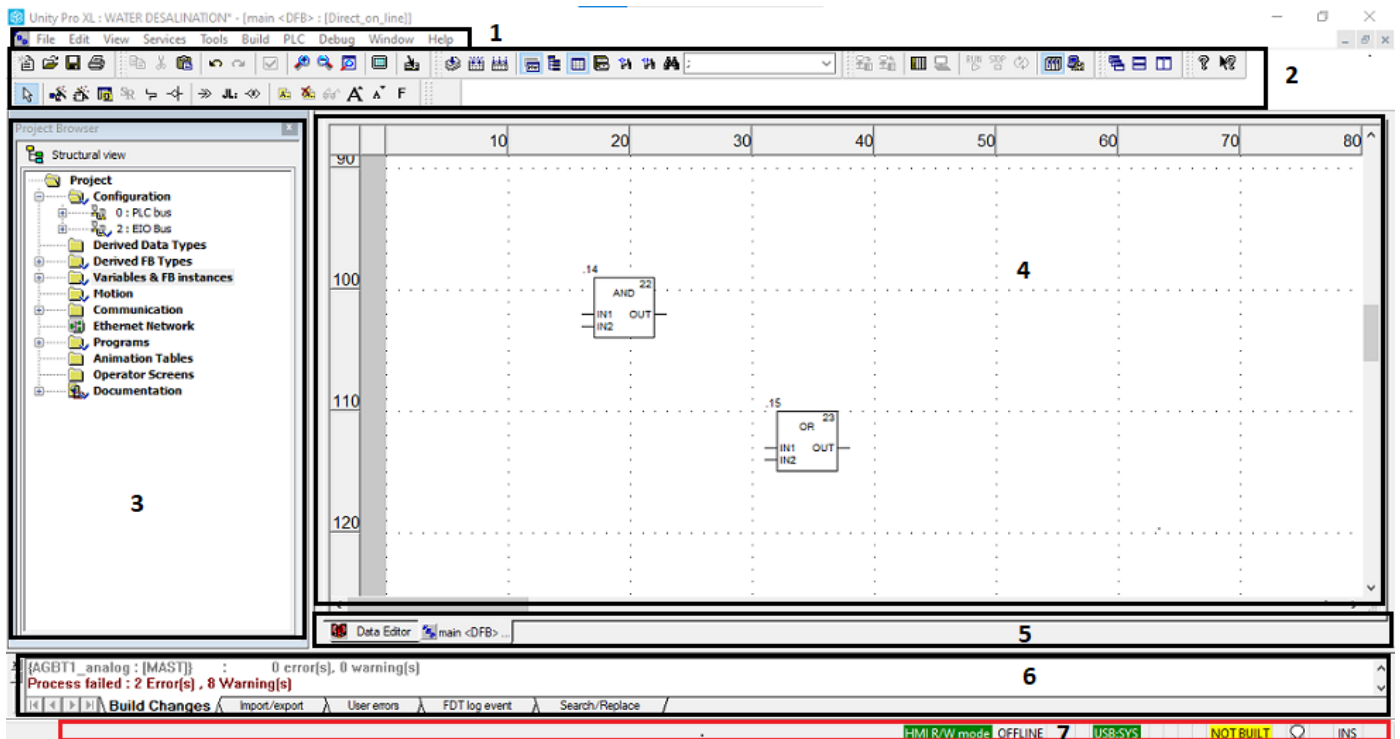 Unity Pro XL : WATER DESALINATION* - [main <DFB> : [Direct_on_line]]
File Edit View Services Tools Build PLC Debug Window Help
1
2
Project Browser
Structural view
Project
Configuration
0 : PLC bus
2 : EIO Bus
Derived Data Types
Derived FB Types
Variables & FB instances
Motion
Communication
Ethernet Network
Programs
Animation Tables
Operator Screens
Documentation
3
10 20 30 40 50 60 70 80
90
100
110
120
.14
22
AND
IN1 OUT
IN2
.15
23
OR
IN1 OUT
IN2
4
Data Editor main <DFB> ...
5
{AGBT1_analog : [MAST]} : 0 error(s), 0 warning(s)
Process failed : 2 Error(s) , 8 Warning(s)
6
Build Changes Import/export User errors FDT log event Search/Replace
HMI R/W mode OFFLINE 7 USB:SYS NOT BUILT INS